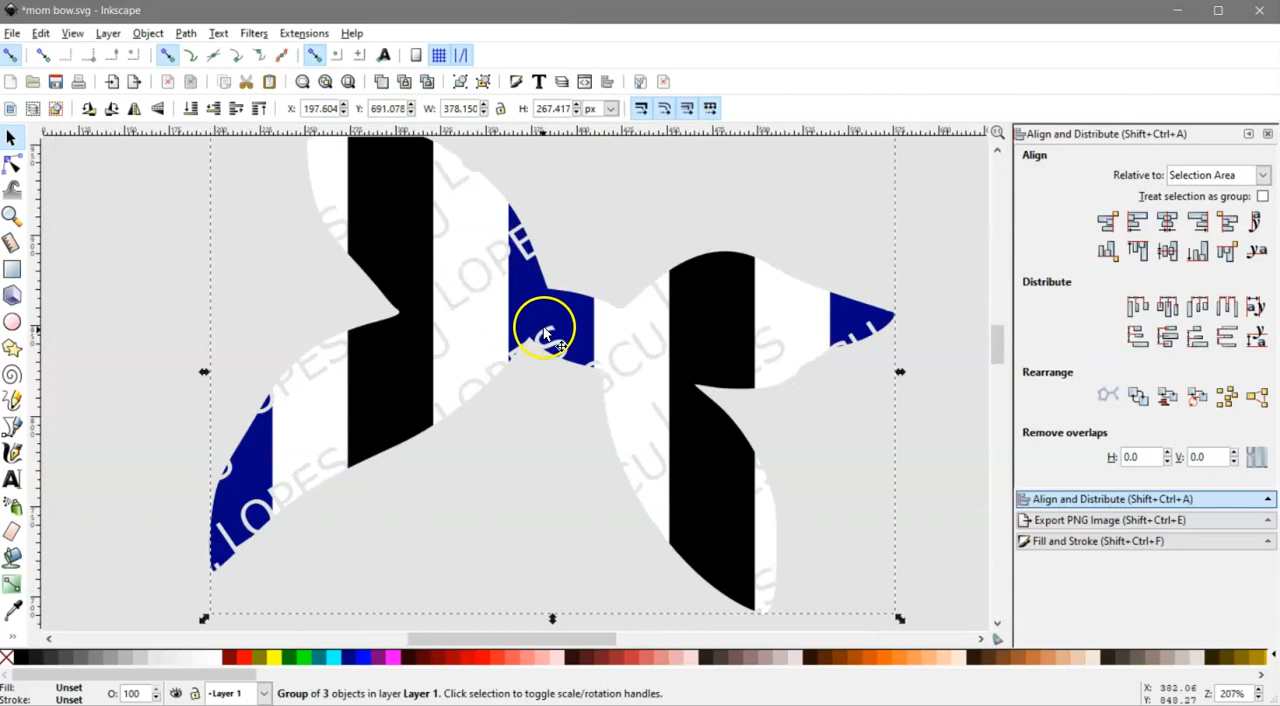 *mom bow.svg - Inkscape
File Edit View Layer Object Path Text Filters Extensions Help
X: 197.604 Y: 691.078 W: 378.150 H: 267.417 px
Align and Distribute (Shift+Ctrl+A)
Align
Relative to: Selection Area
Treat selection as group:
Distribute
Rearrange
Remove overlaps
H: 0.0 V: 0.0
Align and Distribute (Shift+Ctrl+A)
Export PNG Image (Shift+Ctrl+E)
Fill and Stroke (Shift+Ctrl+F)
LOPES
LOPES
Fill: Unset
Stroke: Unset
O: 100
Layer 1
Group of 3 objects in layer Layer 1. Click selection to toggle scale/rotation handles.
X: 382.06
Y: 848.27
Z: 207%